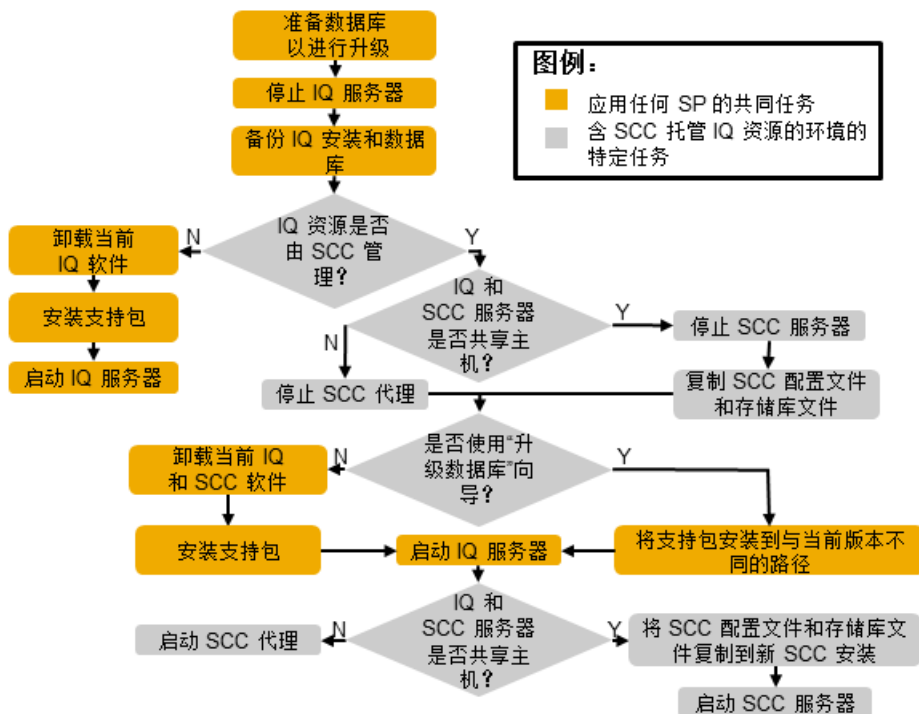 准备数据库
以进行升级
停止 IQ 服务器
备份 IQ 安装和数据
库
图例：
应用任何 SP 的共同任务
含 SCC 托管 IQ 资源的环境的
特定任务
IQ 资源是否
由 SCC 管
理？
N
Y
卸载当前
IQ 软件
安装支持包
启动 IQ 服务器
IQ 和
SCC 服务器
是否共享主
机？
N
Y
停止 SCC 服务器
复制 SCC 配置文件
和存储库文件
停止 SCC 代理
是否使用“升
级数据库”向
导？
N
Y
卸载当前 IQ
和 SCC 软件
安装支持包
启动 IQ 服务器
将支持包安装到与当前版本不
同的路径
IQ 和
SCC 服务器
是否共享主
机？
N
Y
启动 SCC 代理
将 SCC 配置文件和存储库文
件复制到新 SCC 安装
启动 SCC 服务器